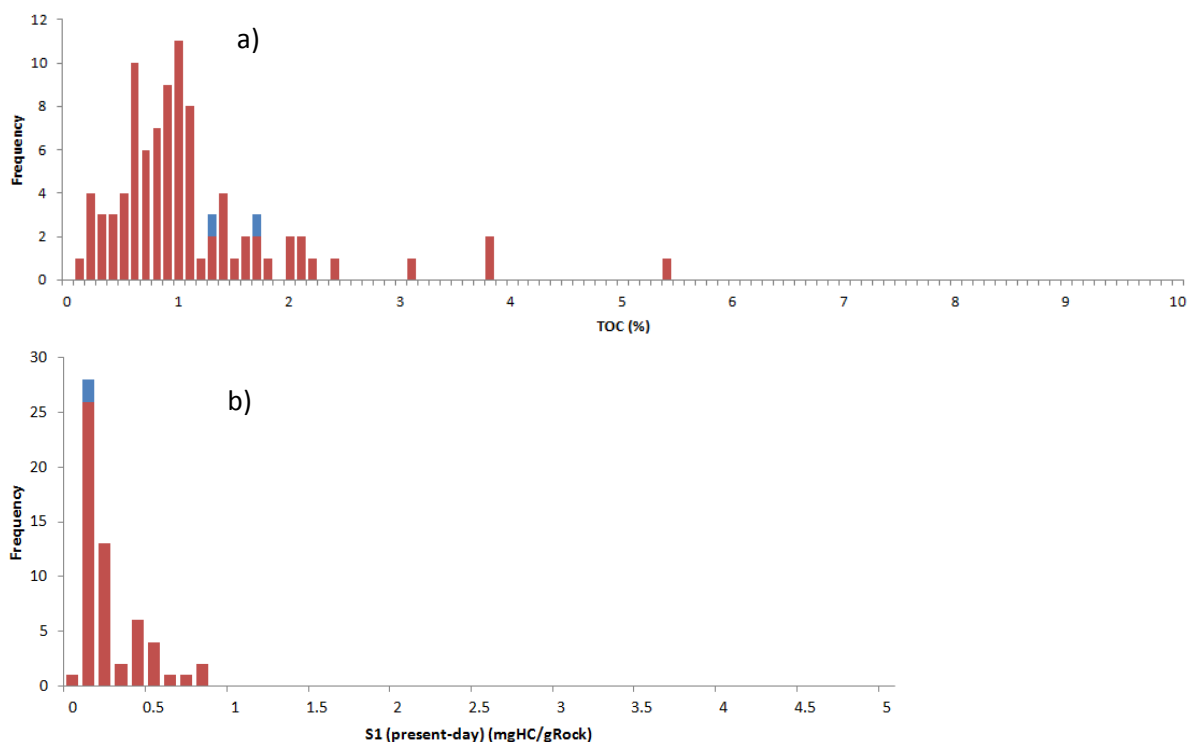 a)
Frequency
12
10
8
6
4
2
0
0 1 2 3 4 5 6 7 8 9 10
TOC (%)
b)
Frequency
30
25
20
15
10
5
0
0 0.5 1 1.5 2 2.5 3 3.5 4 4.5 5
S1 (present-day) (mgHC/gRock)